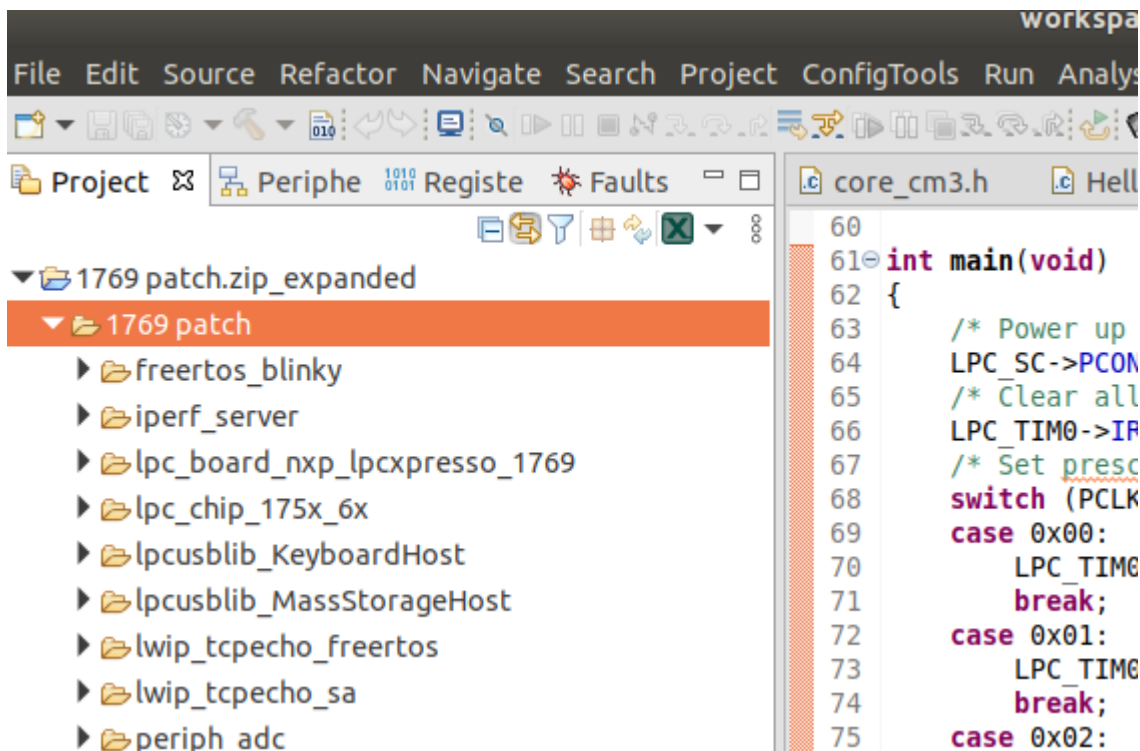 workspa
File Edit Source Refactor Navigate Search Project ConfigTools Run Analys
010
Project Periphe 1010 0101 Registe Faults
1769 patch.zip_expanded
1769 patch
freertos_blinky
iperf_server
lpc_board_nxp_lpcxpresso_1769
lpc_chip_175x_6x
lpcusblib_KeyboardHost
lpcusblib_MassStorageHost
lwip_tcpecho_freertos
lwip_tcpecho_sa
periph_adc
.c core_cm3.h .c Hell
60
61 int main(void)
62 {
63 /* Power up
64 LPC_SC->PCON
65 /* Clear all
66 LPC_TIM0->IR
67 /* Set presc
68 switch (PCLK
69 case 0x00:
70 LPC_TIM0
71 break;
72 case 0x01:
73 LPC_TIM0
74 break;
75 case 0x02: